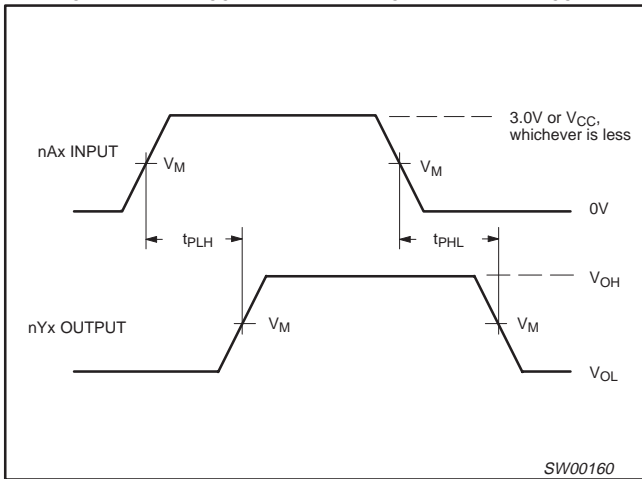 3.0V or VCC,
whichever is less
nAx INPUT
VM
VM
0V
tPLH
tPHL
VOH
nYx OUTPUT
VM
VM
VOL
SW00160